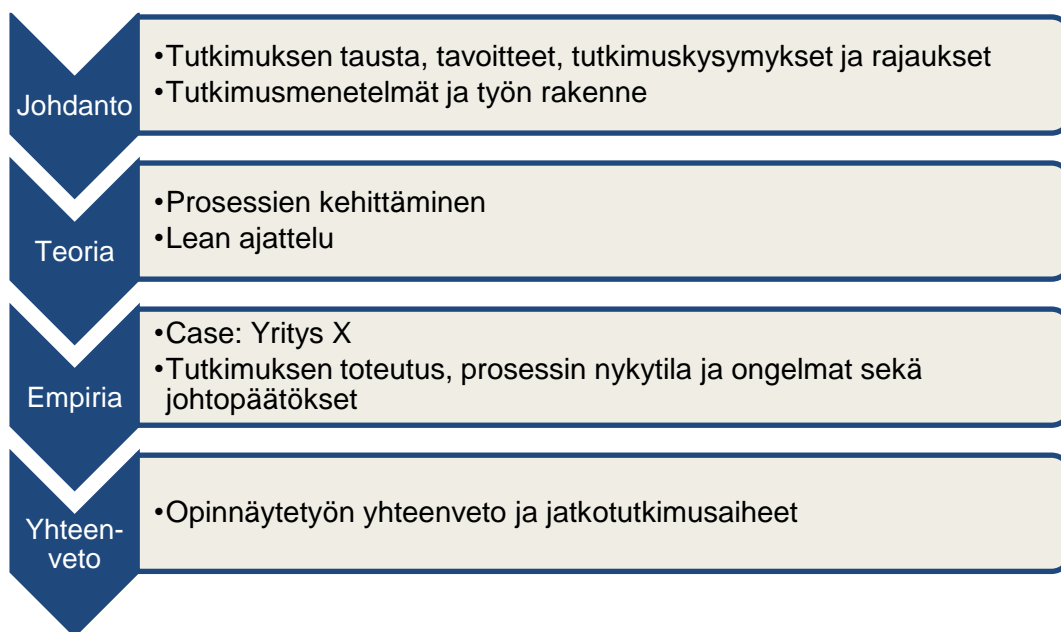 Johdanto
•Tutkimuksen tausta, tavoitteet, tutkimuskysymykset ja rajaukset
•Tutkimusmenetelmät ja työn rakenne
Teoria
•Prosessien kehittäminen
•Lean ajattelu
Empiria
•Case: Yritys X
•Tutkimuksen toteutus, prosessin nykytila ja ongelmat sekä
johtopäätökset
Yhteen-
veto
•Opinnäytetyön yhteenveto ja jatkotutkimusaiheet